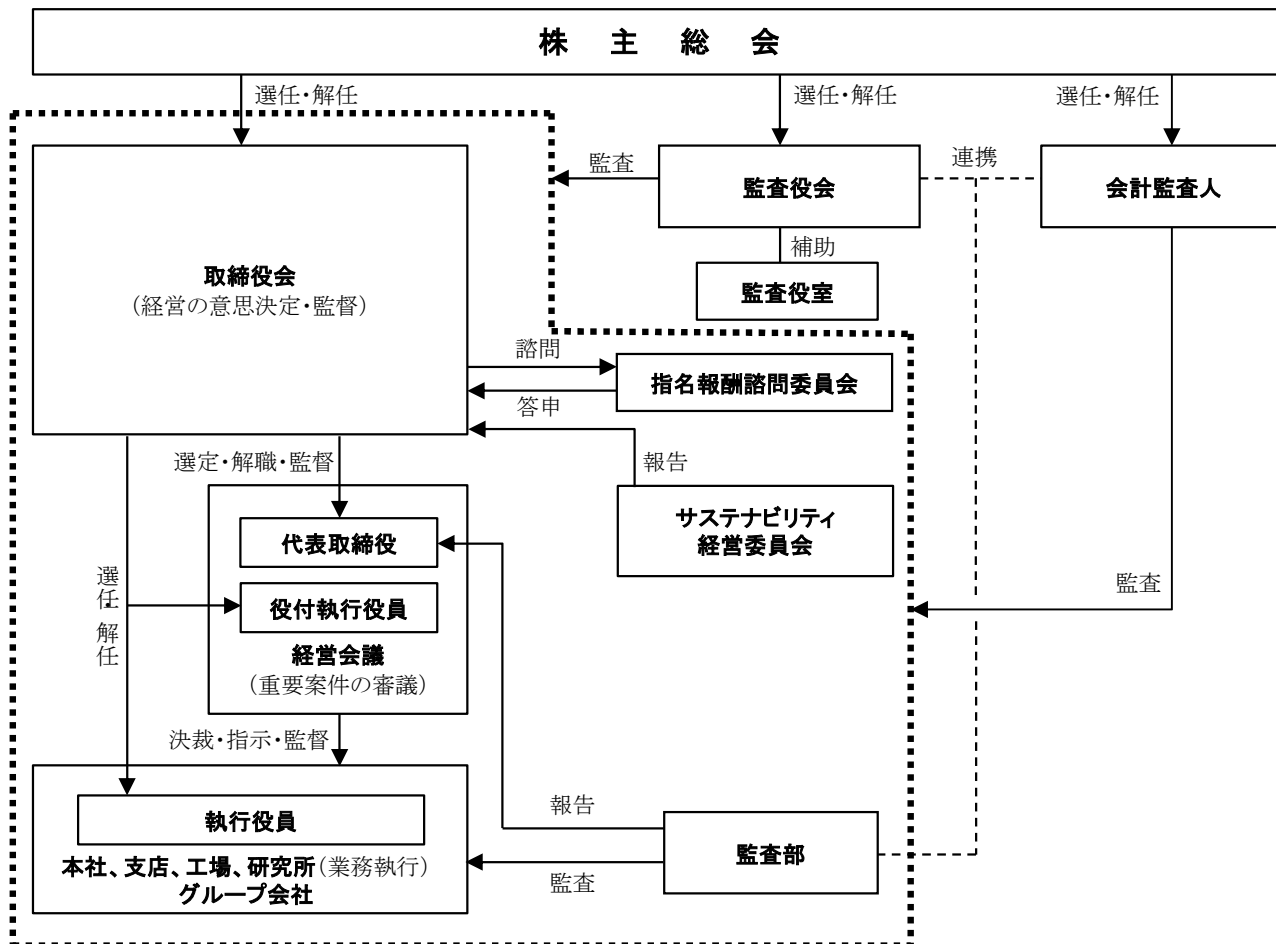 株主総会
選任・解任
選任・解任
選任・解任
取締役会
（経営の意思決定・監督）
監査
監査役会
連携
会計監査人
補助
監査役室
諮問
指名報酬諮問委員会
答申
報告
サステナビリティ
経営委員会
選定・解職・監督
代表取締役
役付執行役員
経営会議
（重要案件の審議）
選任・解任
監査
決裁・指示・監督
執行役員
本社、支店、工場、研究所（業務執行）
グループ会社
報告
監査部
監査